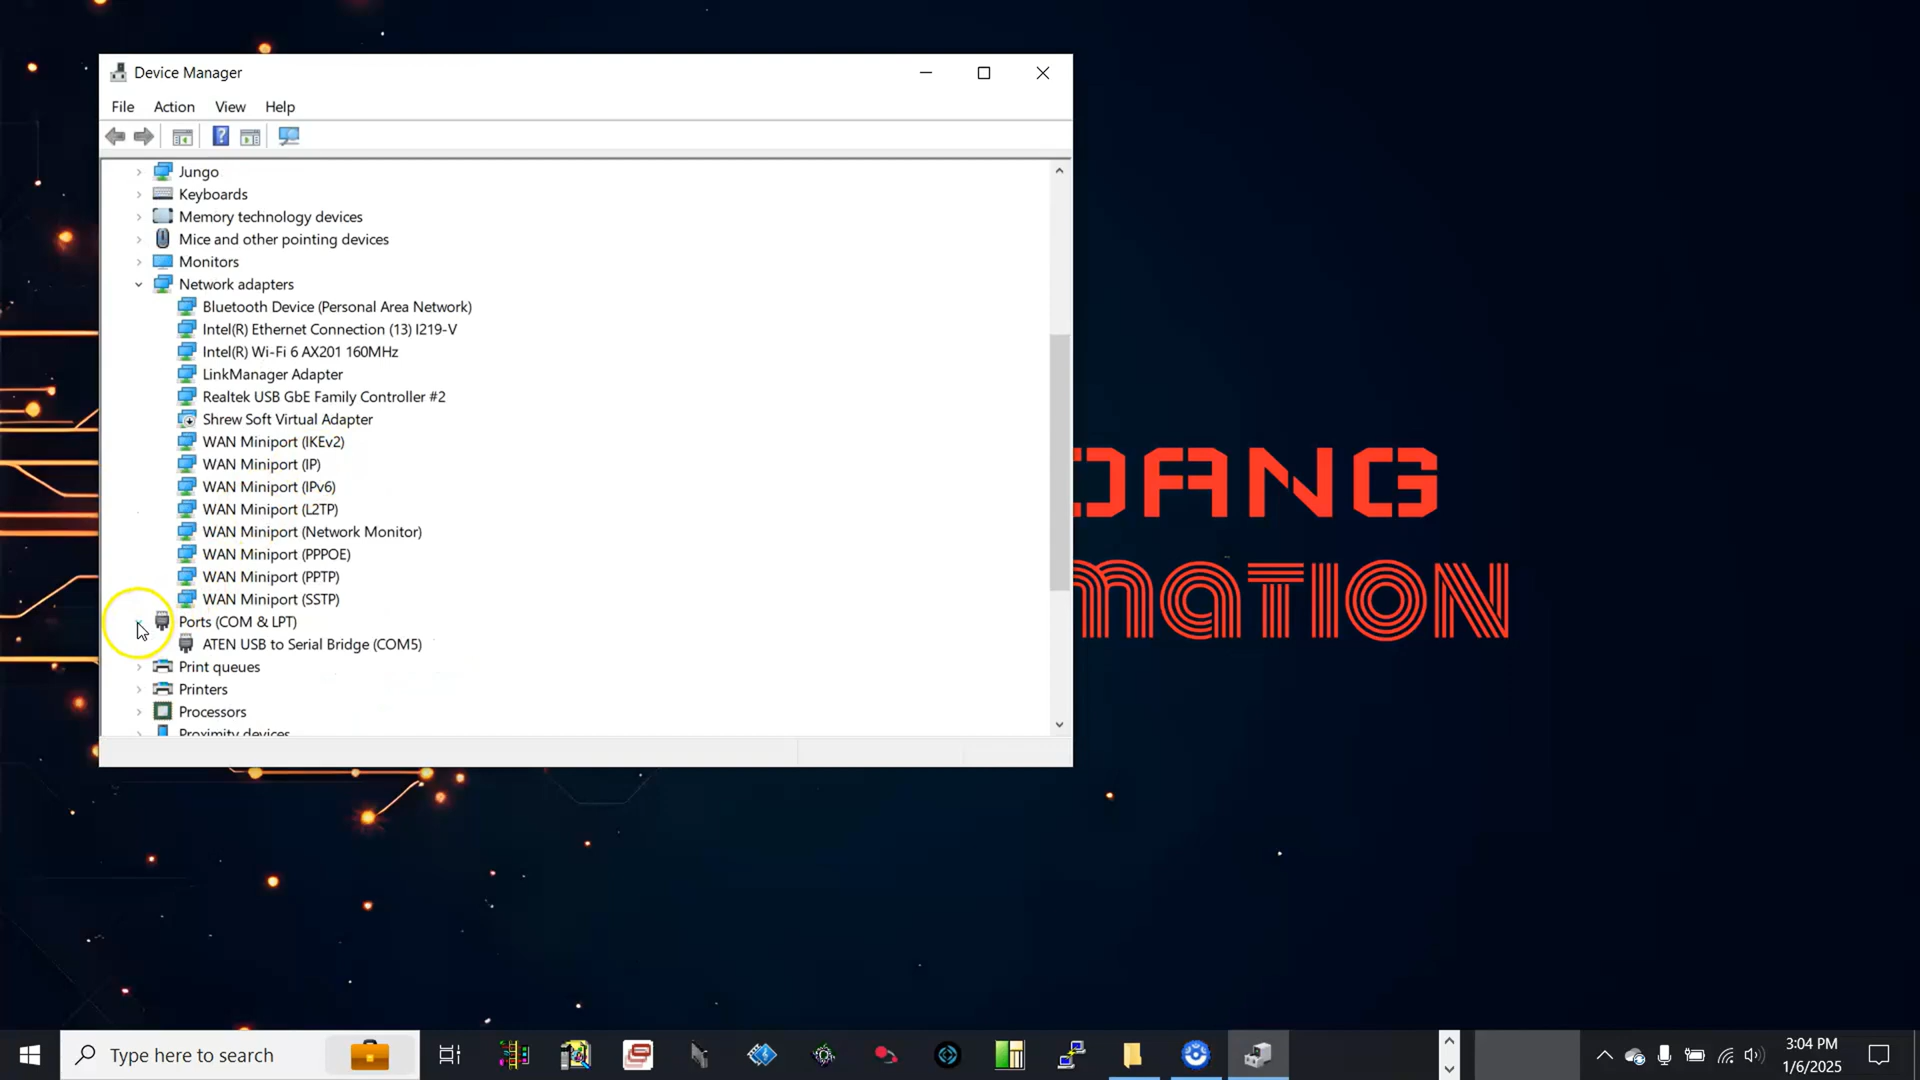 Device Manager
File Action View Help
Jungo
Keyboards
Memory technology devices
Mice and other pointing devices
Monitors
Network adapters
Bluetooth Device (Personal Area Network)
Intel(R) Ethernet Connection (13) I219-V
Intel(R) Wi-Fi 6 AX201 160MHz
LinkManager Adapter
Realtek USB GbE Family Controller #2
Shrew Soft Virtual Adapter
WAN Miniport (IKEv2)
WAN Miniport (IP)
WAN Miniport (IPv6)
WAN Miniport (L2TP)
WAN Miniport (Network Monitor)
WAN Miniport (PPPOE)
WAN Miniport (PPTP)
WAN Miniport (SSTP)
Ports (COM & LPT)
ATEN USB to Serial Bridge (COM5)
Print queues
Printers
Processors
Proximity devices
Type here to search
3:04 PM
1/6/2025